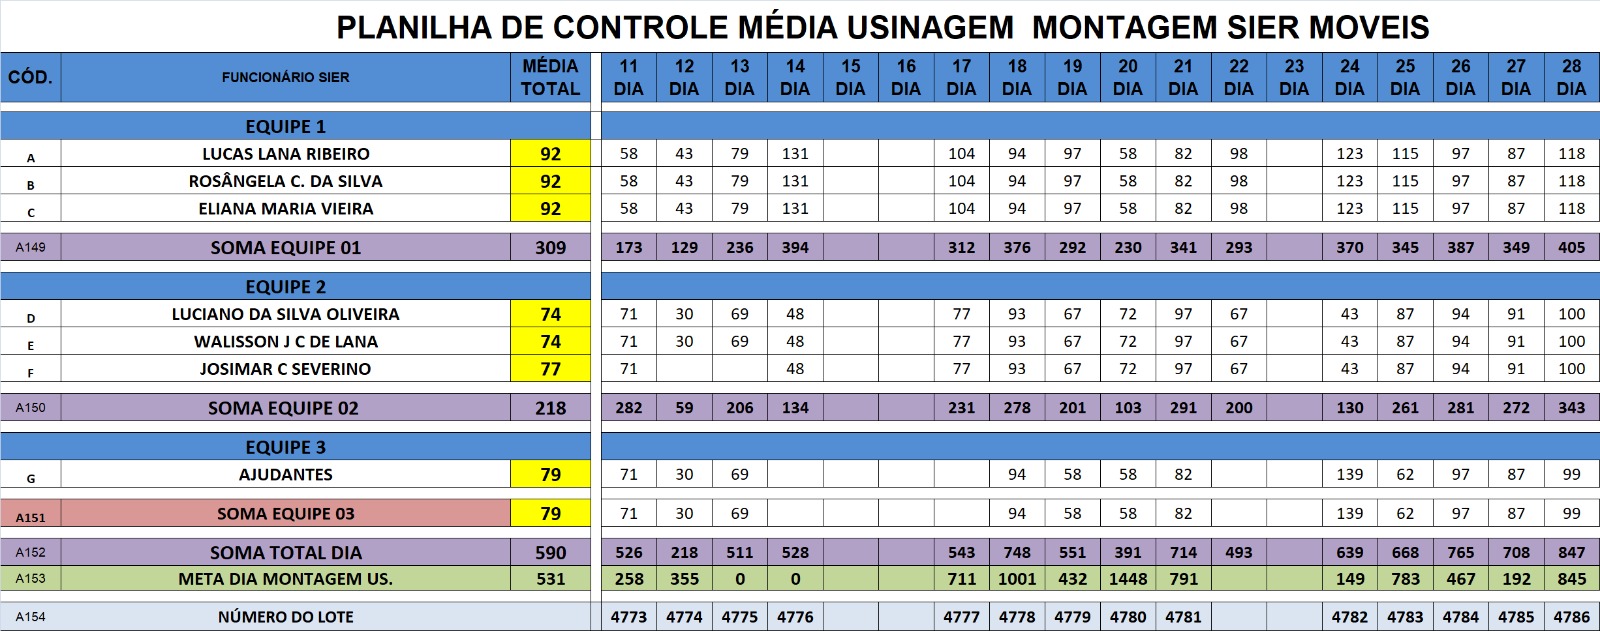 PLANILHA DE CONTROLE MÉDIA USINAGEM  MONTAGEM SIER MOVEIS
CÓD. FUNCIONÁRIO SIER MÉDIA TOTAL 11 DIA 12 DIA 13 DIA 14 DIA 15 DIA 16 DIA 17 DIA 18 DIA 19 DIA 20 DIA 21 DIA 22 DIA 23 DIA 24 DIA 25 DIA 26 DIA 27 DIA 28 DIA
EQUIPE 1
A LUCAS LANA RIBEIRO 92 58 43 79 131 104 94 97 58 82 98 123 115 97 87 118
B ROSÂNGELA C. DA SILVA 92 58 43 79 131 104 94 97 58 82 98 123 115 97 87 118
C ELIANA MARIA VIEIRA 92 58 43 79 131 104 94 97 58 82 98 123 115 97 87 118
A149 SOMA EQUIPE 01 309 173 129 236 394 312 376 292 230 341 293 370 345 387 349 405
EQUIPE 2
D LUCIANO DA SILVA OLIVEIRA 74 71 30 69 48 77 93 67 72 97 67 43 87 94 91 100
E WALISSON J C DE LANA 74 71 30 69 48 77 93 67 72 97 67 43 87 94 91 100
F JOSIMAR C SEVERINO 77 71 48 77 93 67 72 97 67 43 87 94 91 100
A150 SOMA EQUIPE 02 218 282 59 206 134 231 278 201 103 291 200 130 261 281 272 343
EQUIPE 3
G AJUDANTES 79 71 30 69 94 58 58 82 139 62 97 87 99
A151 SOMA EQUIPE 03 79 71 30 69 94 58 58 82 139 62 97 87 99
A152 SOMA TOTAL DIA 590 526 218 511 528 543 748 551 391 714 493 639 668 765 708 847
A153 META DIA MONTAGEM US. 531 258 355 0 0 711 1001 432 1448 791 149 783 467 192 845
A154 NÚMERO DO LOTE 4773 4774 4775 4776 4777 4778 4779 4780 4781 4782 4783 4784 4785 4786